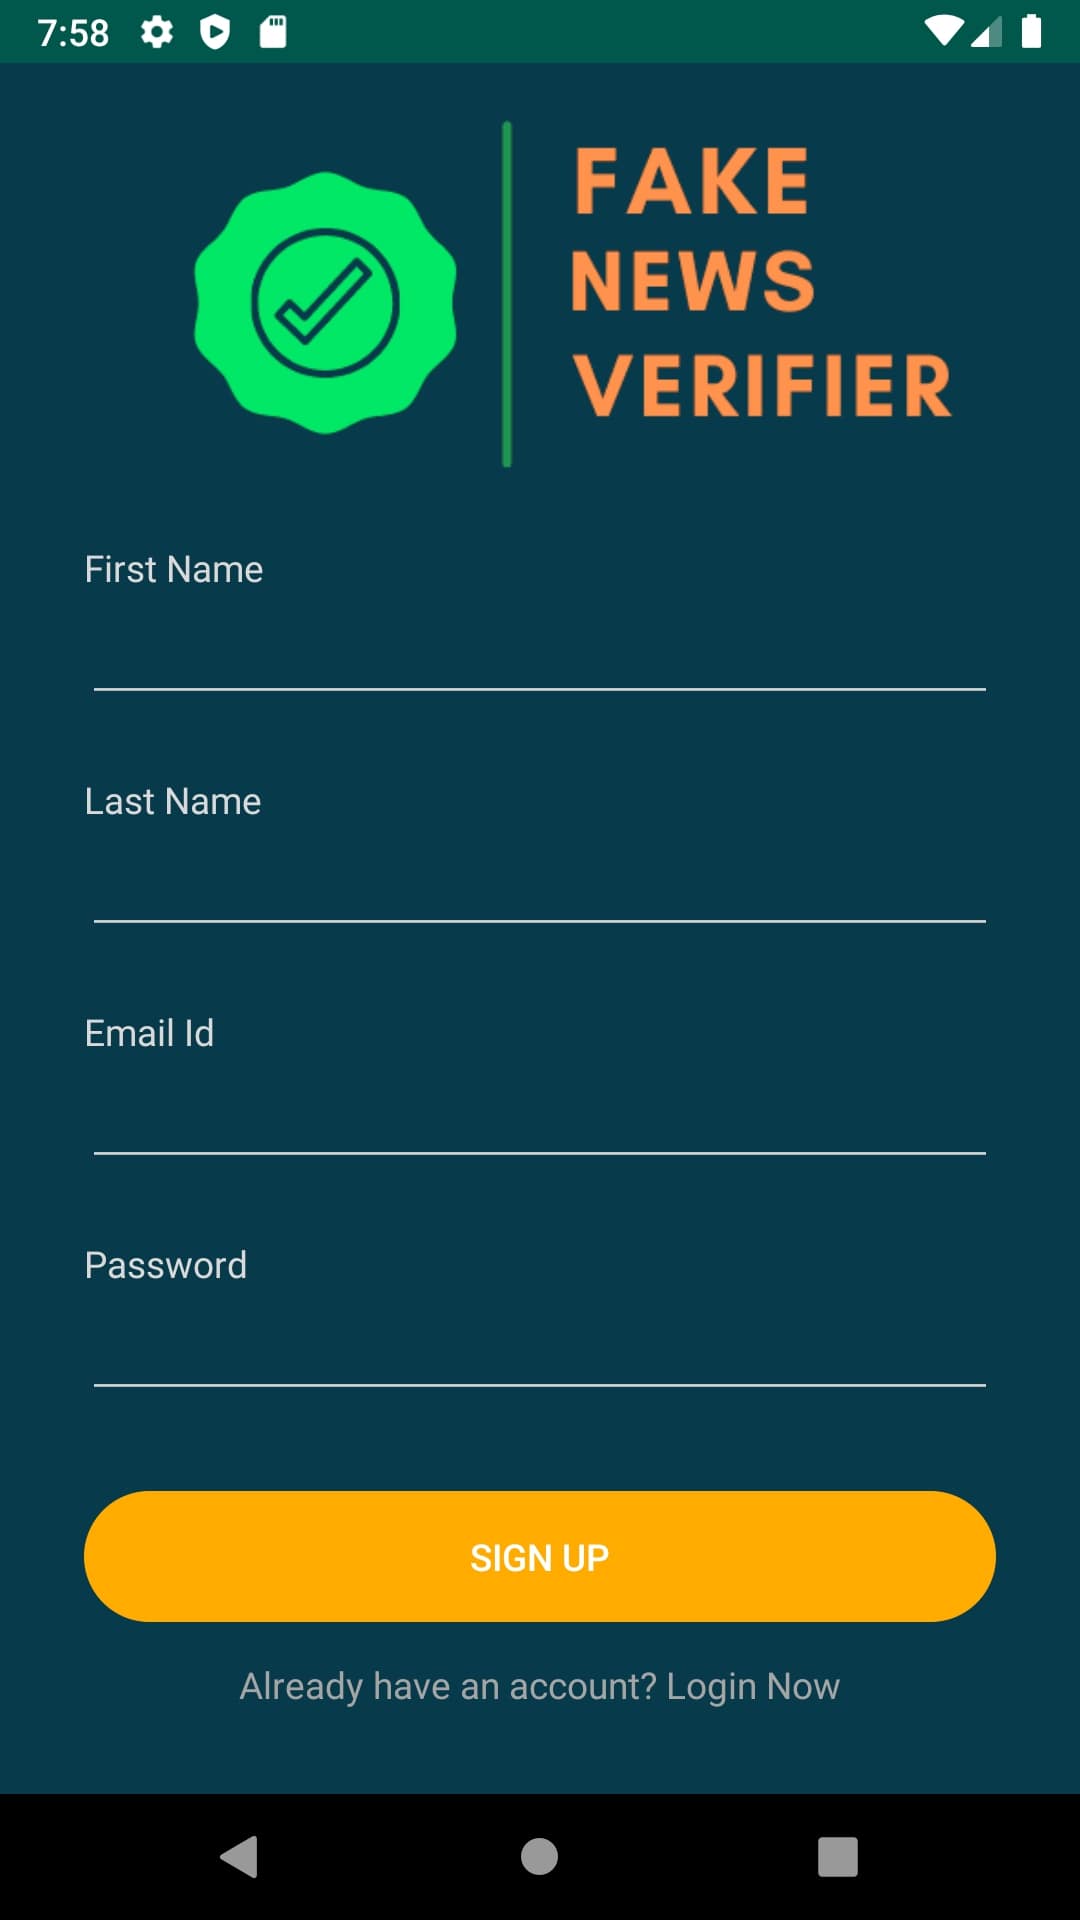 7:58
FAKE
NEWS
VERIFIER
First Name
Last Name
Email Id
Password
SIGN UP
Already have an account? Login Now